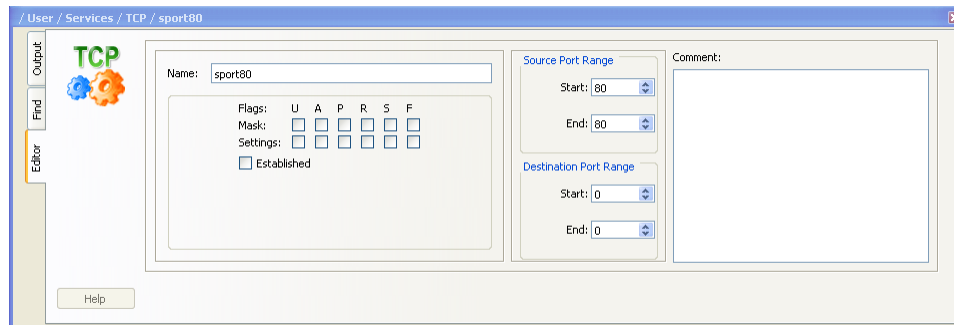 / User / Services / TCP / sport80
Output
Find
Editor
TCP
Name: sport80
Flags: U A P R S F
Mask:
Settings:
Established
Source Port Range
Start: 80
End: 80
Destination Port Range
Start: 0
End: 0
Comment:
Help